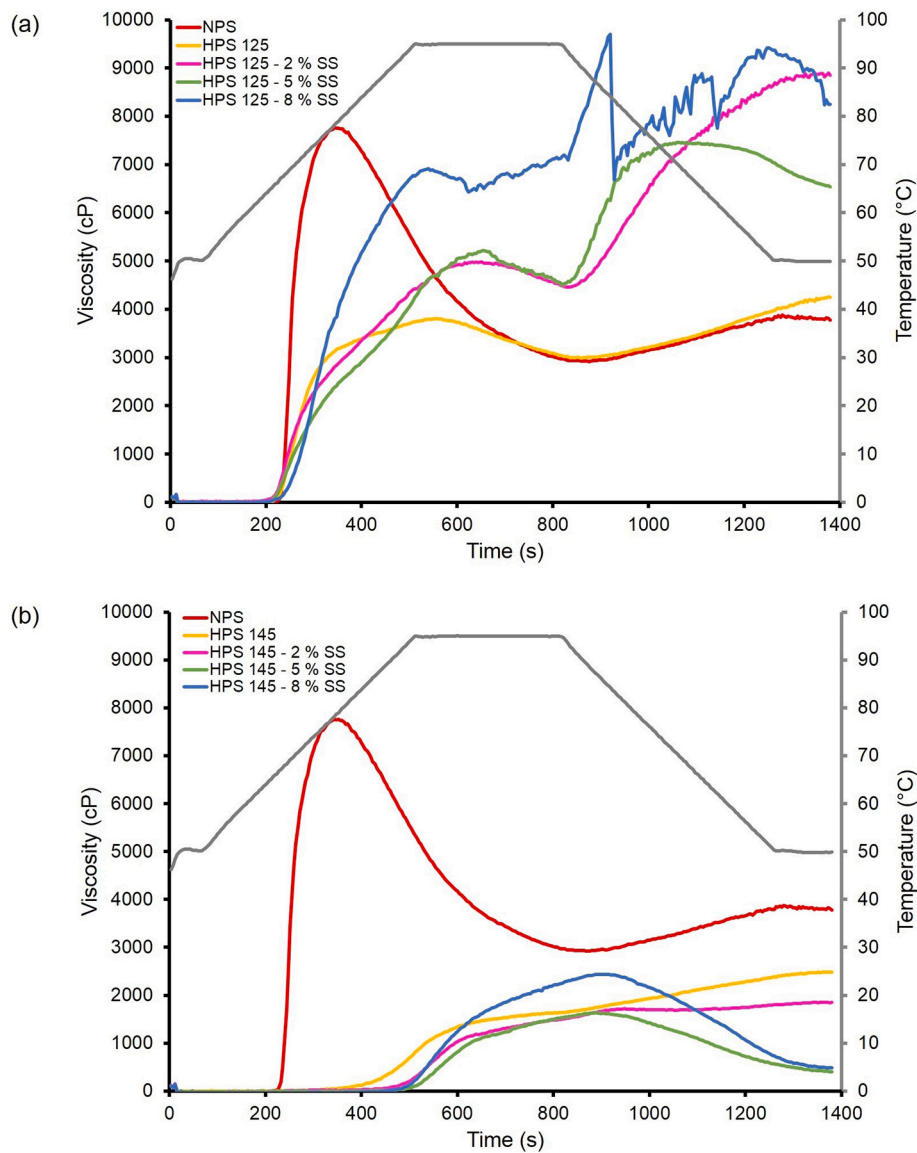 (a)
NPS
HPS 125
HPS 125 - 2 % SS
HPS 125 - 5 % SS
HPS 125 - 8 % SS
10000
9000
8000
7000
6000
5000
4000
3000
2000
1000
0
Viscosity (cP)
100
90
80
70
60
50
40
30
20
10
0
Temperature (°C)
0 200 400 600 800 1000 1200 1400
Time (s)
(b)
NPS
HPS 145
HPS 145 - 2 % SS
HPS 145 - 5 % SS
HPS 145 - 8 % SS
10000
9000
8000
7000
6000
5000
4000
3000
2000
1000
0
Viscosity (cP)
100
90
80
70
60
50
40
30
20
10
0
Temperature (°C)
0 200 400 600 800 1000 1200 1400
Time (s)